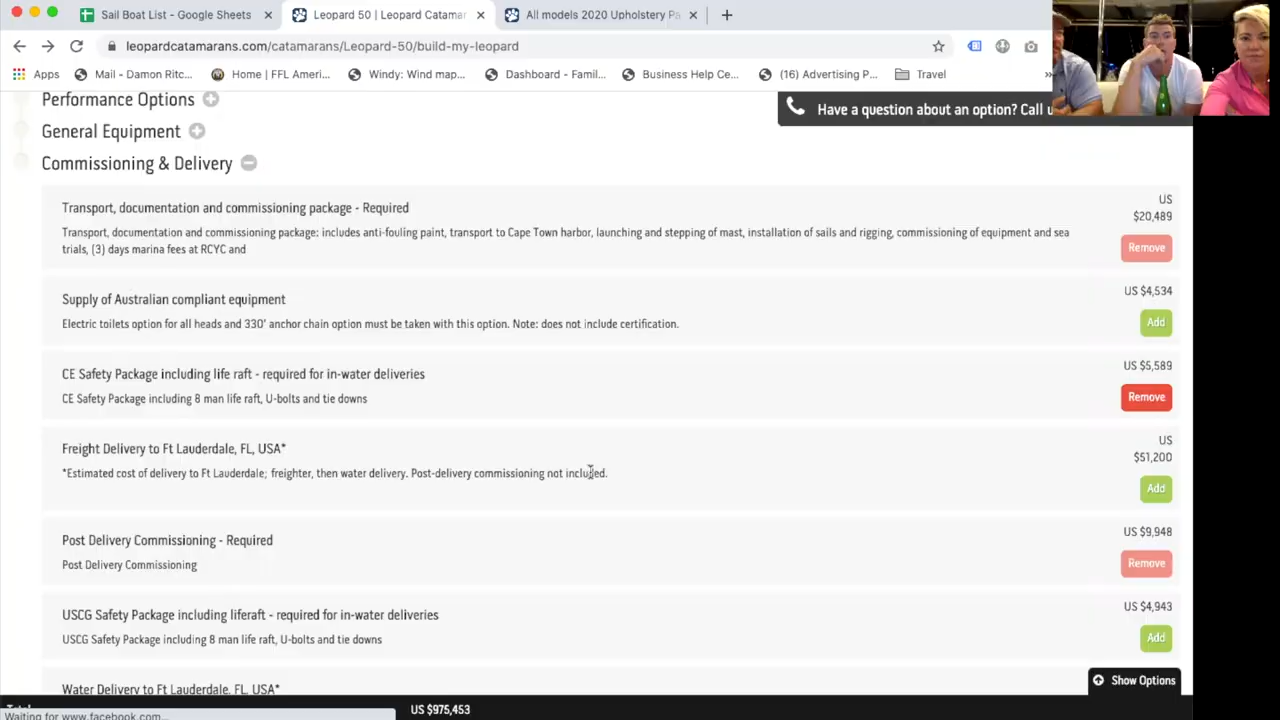 Sail Boat List - Google Sheets
Leopard 50 | Leopard Catamar
All models 2020 Upholstery Pa
leopardcatamarans.com/catamarans/Leopard-50/build-my-leopard
Apps
Mail - Damon Ritc...
Home | FFL Ameri...
Windy: Wind map...
Dashboard - Famil...
Business Help Ce...
(16) Advertising P...
Travel
»
Performance Options
Have a question about an option? Call u
General Equipment
Commissioning & Delivery
Transport, documentation and commissioning package - Required
US
$20,489
Transport, documentation and commissioning package: includes anti-fouling paint, transport to Cape Town harbor, launching and stepping of mast, installation of sails and rigging, commissioning of equipment and sea
trials, (3) days marina fees at RCYC and
Remove
Supply of Australian compliant equipment
US $4,534
Electric toilets option for all heads and 330' anchor chain option must be taken with this option. Note: does not include certification.
Add
CE Safety Package including life raft - required for in-water deliveries
US $5,589
CE Safety Package including 8 man life raft, U-bolts and tie downs
Remove
Freight Delivery to Ft Lauderdale, FL, USA*
US
$51,200
*Estimated cost of delivery to Ft Lauderdale; freighter, then water delivery. Post-delivery commissioning not included.
Add
Post Delivery Commissioning - Required
US $9,948
Post Delivery Commissioning
Remove
USCG Safety Package including liferaft - required for in-water deliveries
US $4,943
USCG Safety Package including 8 man life raft, U-bolts and tie downs
Add
Water Delivery to Ft Lauderdale, FL, USA*
Show Options
US $975,453
Waiting for www.facebook.com...